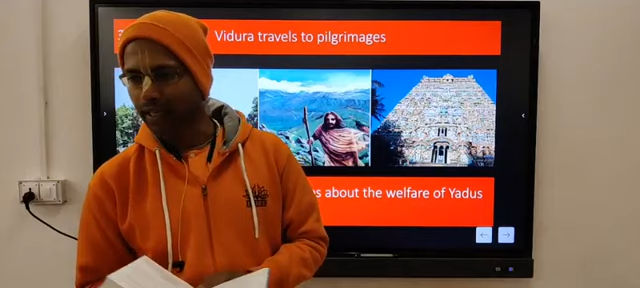 Vidura travels to pilgrimages
about the welfare of Yadus